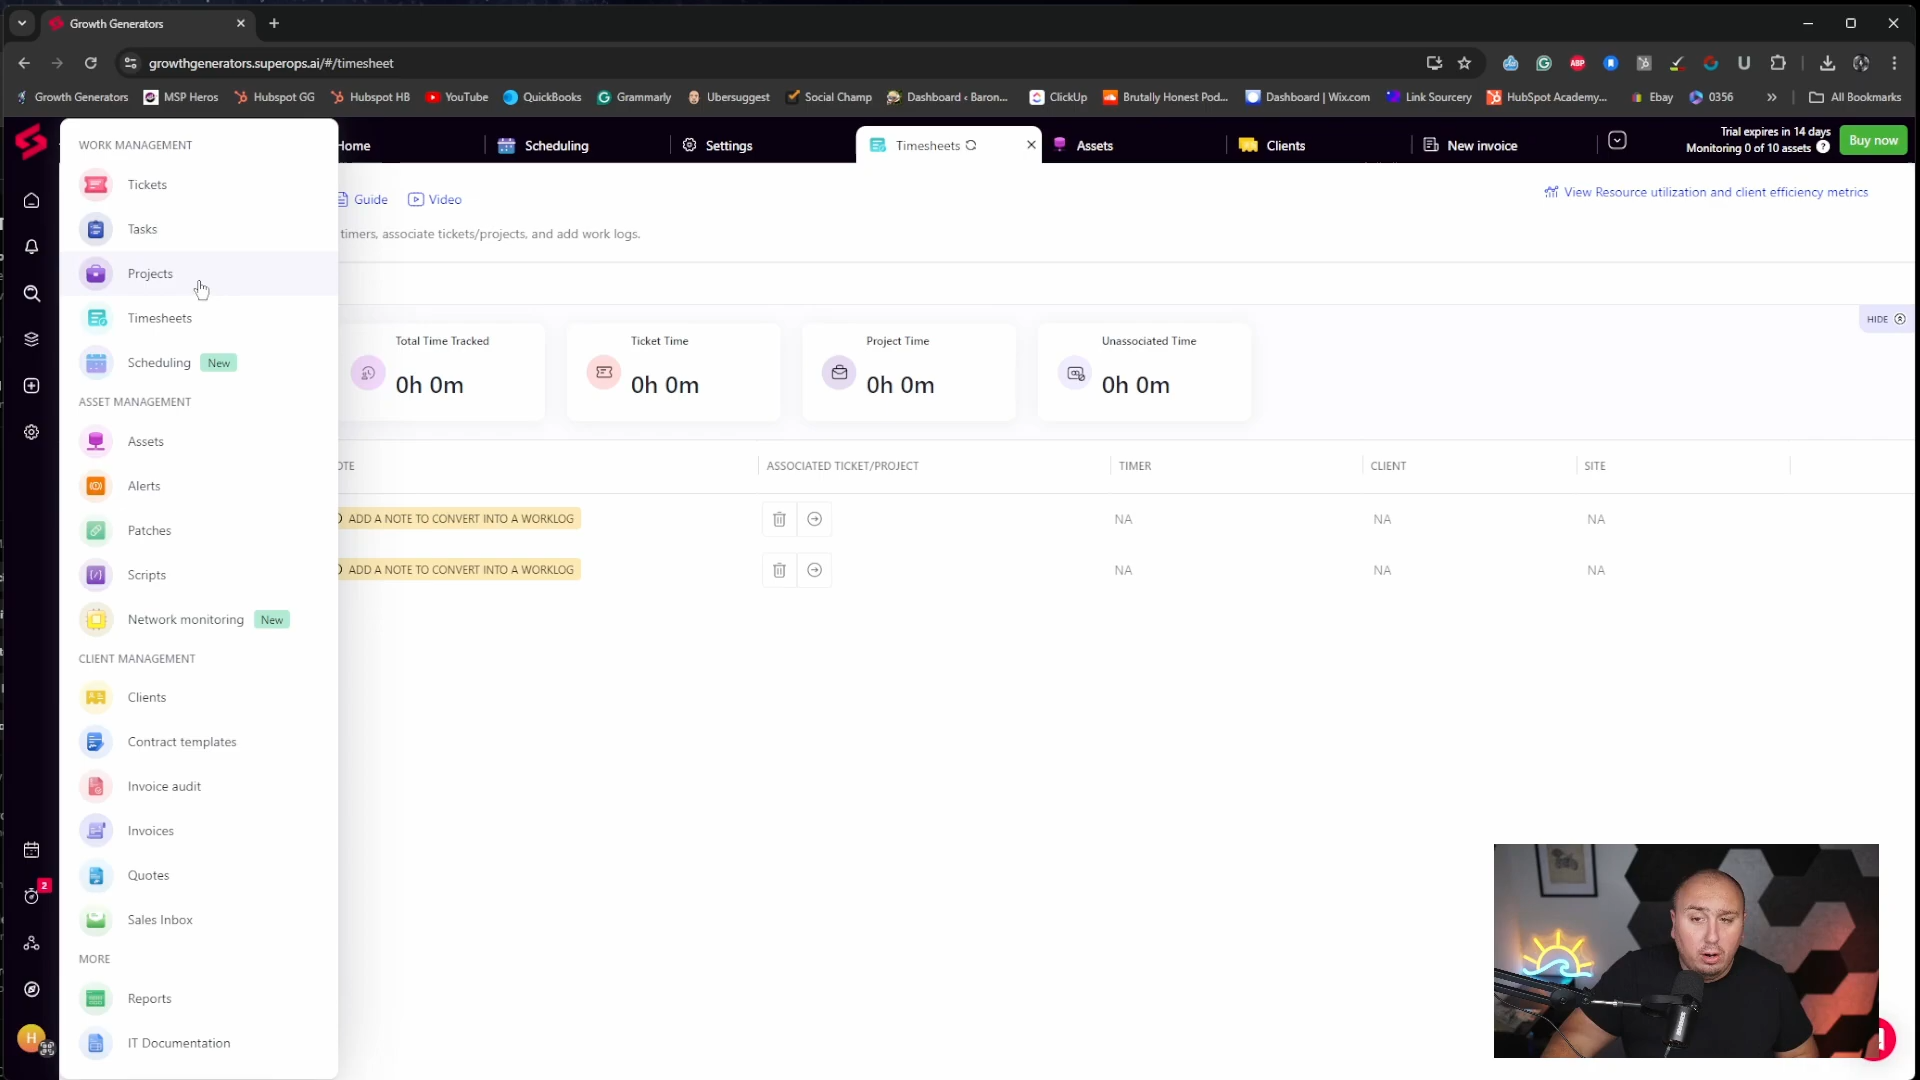 Growth Generators
growthgenerators.superops.ai/#/timesheet
Growth Generators
MSP Heros
Hubspot GG
Hubspot HB
YouTube
QuickBooks
Grammarly
Ubersuggest
Social Champ
Dashboard ‹ Baron...
ClickUp
Brutally Honest Pod...
Dashboard | Wix.com
Link Sourcery
HubSpot Academy...
Ebay
0356
»
All Bookmarks
ABP
Home
Scheduling
Settings
Timesheets
Assets
Clients
New invoice
Trial expires in 14 days
Monitoring 0 of 10 assets
Buy now
WORK MANAGEMENT
Tickets
Tasks
Projects
Timesheets
Scheduling New
ASSET MANAGEMENT
Assets
Alerts
Patches
Scripts
Network monitoring New
CLIENT MANAGEMENT
Clients
Contract templates
Invoice audit
Invoices
Quotes
Sales Inbox
MORE
Reports
IT Documentation
2
H
Guide
Video
View Resource utilization and client efficiency metrics
timers, associate tickets/projects, and add work logs.
HIDE
Total Time Tracked
0h 0m
Ticket Time
0h 0m
Project Time
0h 0m
Unassociated Time
0h 0m
OTE
ASSOCIATED TICKET/PROJECT
TIMER
CLIENT
SITE
ADD A NOTE TO CONVERT INTO A WORKLOG
NA
NA
NA
ADD A NOTE TO CONVERT INTO A WORKLOG
NA
NA
NA